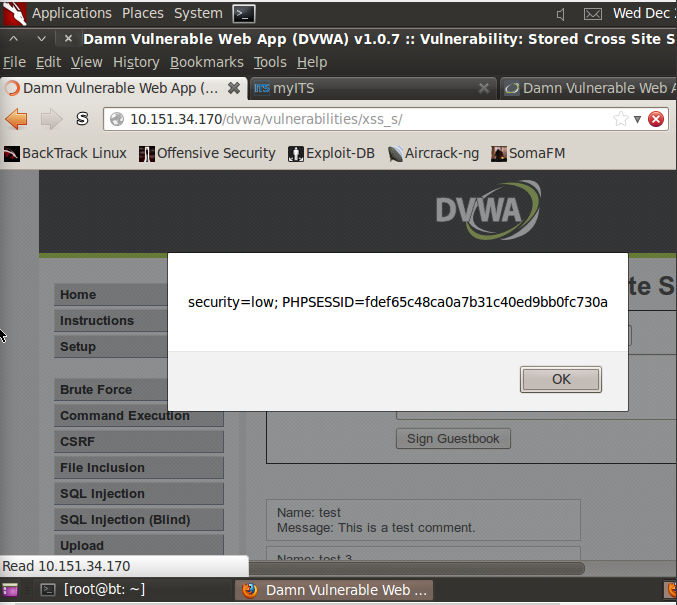 Applications Places System Wed Dec
Damn Vulnerable Web App (DVWA) v1.0.7 :: Vulnerability: Stored Cross Site S
File Edit View History Bookmarks Tools Help
Damn Vulnerable Web App (... myITS Damn Vulnerable Web A
10.151.34.170/dvwa/vulnerabilities/xss_s/
BackTrack Linux Offensive Security Exploit-DB Aircrack-ng SomaFM
DVWA
te S
security=low; PHPSESSID=fdef65c48ca0a7b31c40ed9bb0fc730a
OK
Home
Instructions
Setup
Brute Force
Command Execution
CSRF
File Inclusion
SQL Injection
SQL Injection (Blind)
Upload
Sign Guestbook
Name: test
Message: This is a test comment.
Name: test 3
Read 10.151.34.170
[root@bt: ~] Damn Vulnerable Web ...